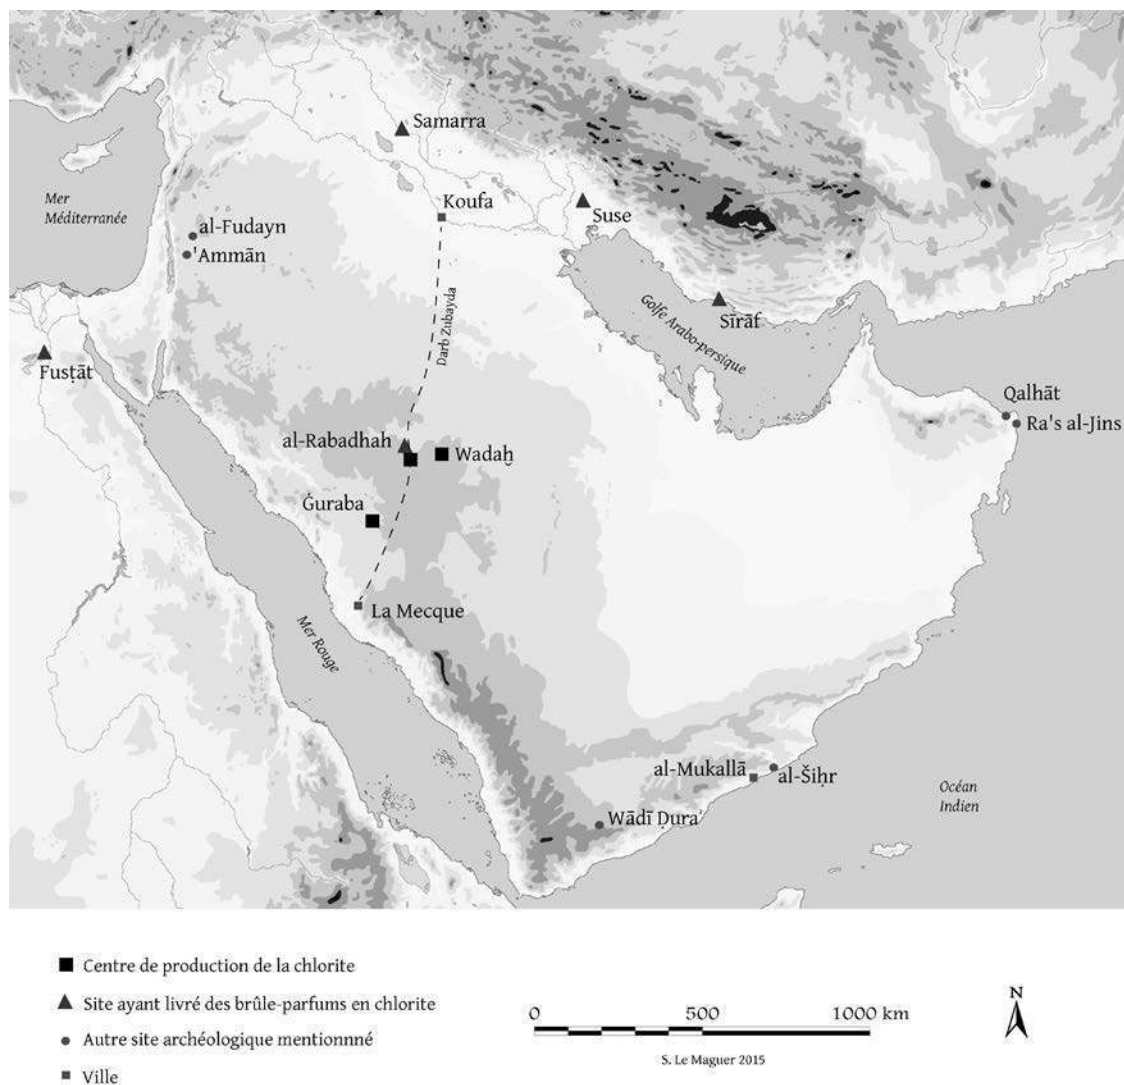 Samarra
Mer
Méditerranée
Koufa
Suse
al-Fudayn
'Ammān
Darb Zubayda
Golfe Arabo-persique
Sīrāf
Fusṭāt
Qalhāt
Ra's al-Jins
al-Rabadhah
Wadaḫ
Ġuraba
La Mecque
Mer Rouge
al-Mukallā
al-Šiḥr
Océan
Indien
Wādī Ḍura'
Centre de production de la chlorite
Site ayant livré des brûle-parfums en chlorite
Autre site archéologique mentionnné
Ville
0 500 1000 km
S. Le Maguer 2015
N